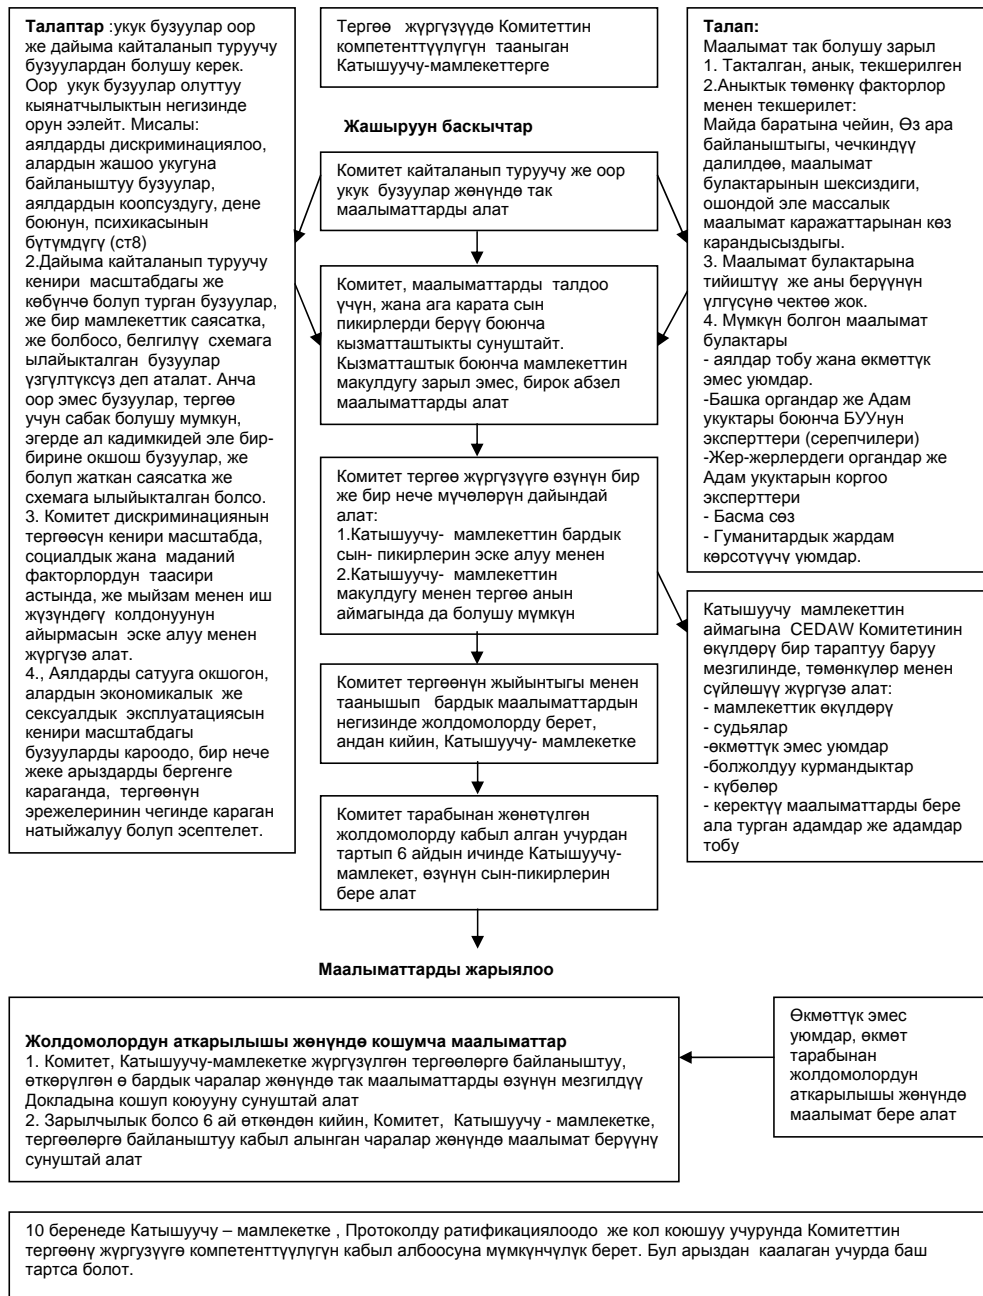 Талаптар :укук бузуулар оор
же дайыма кайталанып туруучу
бузуулардан болушу керек.
Оор укук бузуулар олуттуу
кыянатчылыктын негизинде
орун ээлейт. Мисалы:
аялдарды дискриминациялоо,
алардын жашоо укугуна
байланыштуу бузуулар,
аялдардын коопсуздугу, дене
боюнун, психикасынын
бүтүмдүгү (ст8)
2.Дайыма кайталанып туруучу
кенири масштабдагы же
көбүнчө болуп турган бузуулар,
же бир мамлекеттик саясатка,
же болбосо, белгилүү схемага
ылайыкталган бузуулар
үзгүлтүксүз деп аталат. Анча
оор эмес бузуулар, тергөө
учун сабак болушу мумкун,
эгерде ал кадимкидей эле бир-
бирине окшош бузуулар, же
болуп жаткан саясатка же
схемага ылыйыкталган болсо.
3. Комитет дискриминациянын
тергөөсүн кенири масштабда,
социалдык жана маданий
факторлордун таасири
астында, же мыйзам менен иш
жүзүндөгү колдонуунун
айырмасын эске алуу менен
жүргүзө алат.
4., Аялдарды сатууга окшогон,
алардын экономикалык же
сексуалдык эксплуатациясын
кенири масштабдагы
бузууларды кароодо, бир нече
жеке арыздарды бергенге
караганда, тергөөнүн
эрежелеринин чегинде караган
натыйжалуу болуп эсептелет.
Тергөө жүргүзүүдө Комитеттин
компетенттүүлүгүн тааныган
Катышуучу-мамлекеттерге
Жашыруун баскычтар
Комитет кайталанып туруучу же оор
укук бузуулар жөнүндө так
маалыматтарды алат
Комитет, маалыматтарды талдоо
үчүн, жана ага карата сын
пикирлерди берүү боюнча
кызматташтыкты сунуштайт.
Кызматташтык боюнча мамлекеттин
макулдугу зарыл эмес, бирок абзел
маалыматтарды алат
Комитет тергөө жүргүзүүгө өзүнүн бир
же бир нече мүчөлөрүн дайындай
алат:
1.Катышуучу- мамлекеттин бардык
сын- пикирлерин эске алуу менен
2.Катышуучу- мамлекеттин
макулдугу менен тергөө анын
аймагында да болушу мүмкүн
Комитет тергөөнүн жыйынтыгы менен
таанышып бардык маалыматтардын
негизинде жолдомолорду берет,
андан кийин, Катышуучу- мамлекетке
Комитет тарабынан жөнөтүлгөн
жолдомолорду кабыл алган учурдан
тартып 6 айдын ичинде Катышуучу-
мамлекет, өзүнүн сын-пикирлерин
бере алат
Талап:
Маалымат так болушу зарыл
1. Такталган, анык, текшерилген
2.Аныктык төмөнкү факторлор
менен текшерилет:
Майда баратына чейин, Өз ара
байланыштыгы, чечкиндүү
далилдөө, маалымат
булактарынын шексиздиги,
ошондой эле массалык
маалымат каражаттарынан көз
карандысыздыгы.
3. Маалымат булактарына
тийиштүү же аны берүүнүн
үлгүсүнө чектөө жок.
4. Мүмкүн болгон маалымат
булактары
- аялдар тобу жана өкмөттүк
эмес уюмдар.
-Башка органдар же Адам
укуктары боюнча БУУнун
эксперттери (серепчилери)
-Жер-жерлердеги органдар же
Адам укуктарын коргоо
эксперттери
- Басма сөз
- Гуманитардык жардам
көрсотүүчү уюмдар.
Катышуучу мамлекеттин
аймагына CEDAW Комитетинин
өкүлдөрү бир тараптуу баруу
мезгилинде, төмөнкүлөр менен
сүйлөшүү жүргүзө алат:
- мамлекеттик өкүлдөрү
- судьялар
-өкмөттүк эмес уюмдар
-болжолдуу курмандыктар
- күбөлөр
- керектүү маалыматтарды бере
ала турган адамдар же адамдар
тобу
Маалыматтарды жарыялоо
Жолдомолордун аткарылышы жөнүндө кошумча маалыматтар
1. Комитет, Катышуучу-мамлекетке жүргүзүлгөн тергөөлөргө байланыштуу,
өткөрүлгөн ө бардык чаралар жөнүндө так маалыматтарды өзүнүн мезгилдүү
Докладына кошуп коюууну сунуштай алат
2. Зарылчылык болсо 6 ай өткөндөн кийин, Комитет, Катышуучу - мамлекетке,
тергөөлөргө байланыштуу кабыл алынган чаралар жөнүндө маалымат берүүнү
сунуштай алат
Өкмөттүк эмес
уюмдар, өкмөт
тарабынан
жолдомолордун
аткарылышы жөнүндө
маалымат бере алат
10 беренеде Катышуучу – мамлекетке , Протоколду ратификациялоодо же кол коюшуу учурунда Комитеттин
тергөөнү жүргүзүүгө компетенттүүлүгүн кабыл албоосуна мүмкүнчүлүк берет. Бул арыздан каалаган учурда баш
тартса болот.